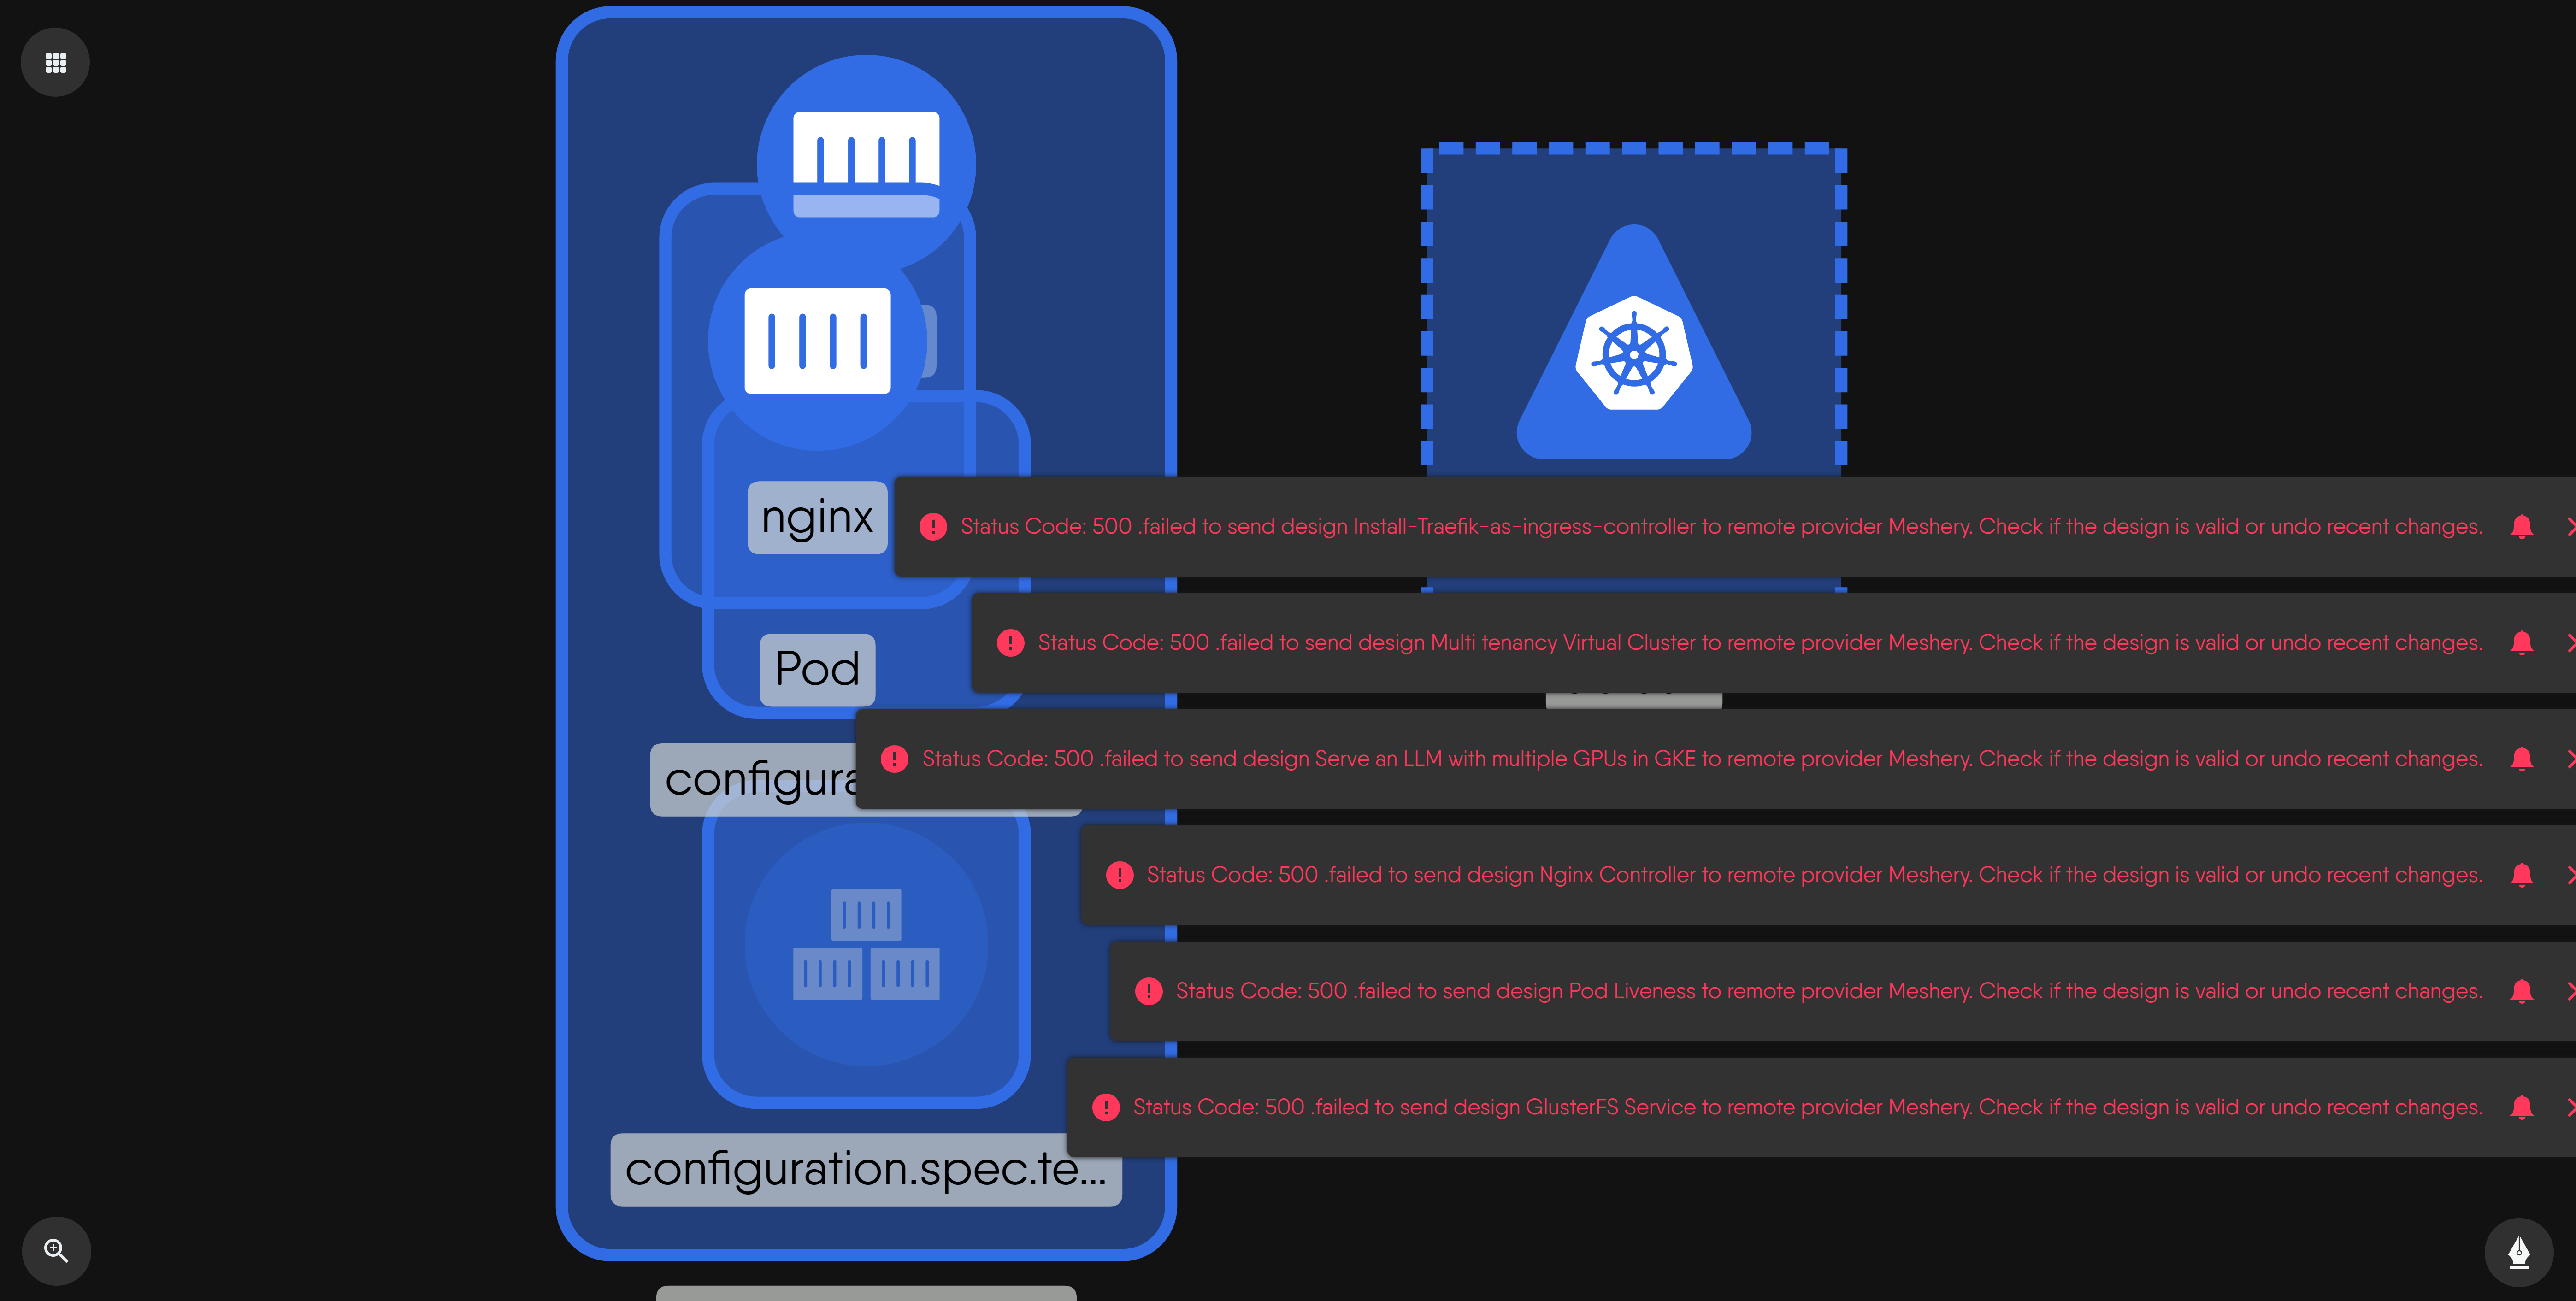 nginx
Status Code: 500 .failed to send design Install-Traefik-as-ingress-controller to remote provider Meshery. Check if the design is valid or undo recent changes.
Status Code: 500 .failed to send design Multi tenancy Virtual Cluster to remote provider Meshery. Check if the design is valid or undo recent changes.
Pod
Status Code: 500 .failed to send design Serve an LLM with multiple GPUs in GKE to remote provider Meshery. Check if the design is valid or undo recent changes.
configura
Status Code: 500 .failed to send design Nginx Controller to remote provider Meshery. Check if the design is valid or undo recent changes.
Status Code: 500 .failed to send design Pod Liveness to remote provider Meshery. Check if the design is valid or undo recent changes.
Status Code: 500 .failed to send design GlusterFS Service to remote provider Meshery. Check if the design is valid or undo recent changes.
configuration.spec.te...